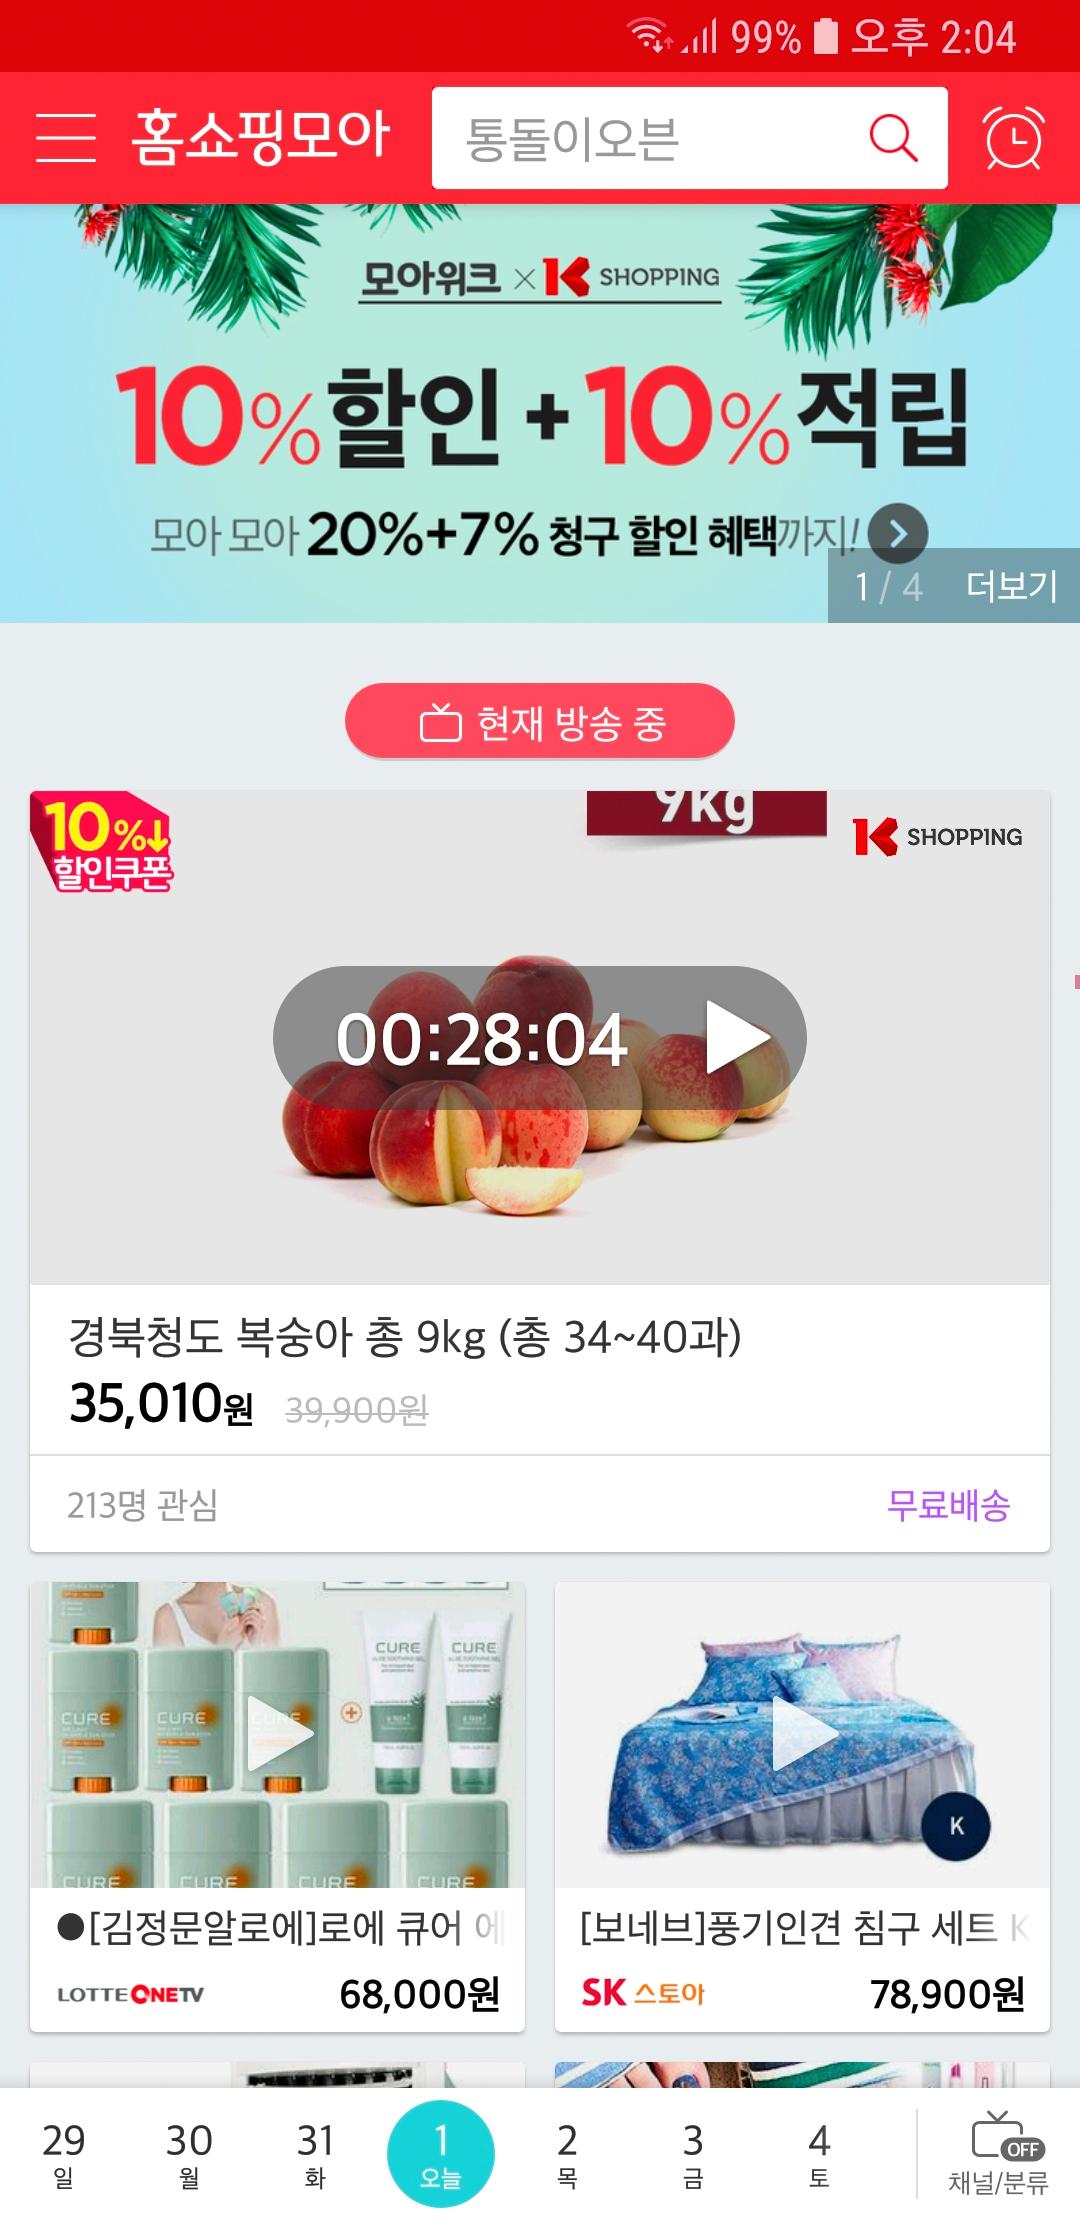 99% 오후 2:04
홈쇼핑모아 통돌이오븐
모아위크 × K SHOPPING
10%할인 + 10%적립
모아 모아 20%+7% 청구 할인 혜택까지!
1 / 4 더보기
현재 방송 중
10%↓
할인쿠폰
9kg
K SHOPPING
00:28:04
경북청도 복숭아 총 9kg (총 34~40과)
35,010원 39,900원
213명 관심 무료배송
CURE CURE
CURE CURE CURE
CURE CURE CURE CURE
K
●[김정문알로에]로에 큐어 에
LOTTE ONETV 68,000원
[보네브]풍기인견 침구 세트 K
SK 스토아 78,900원
29 30 31 1 2 3 4 OFF
일 월 화 오늘 목 금 토 채널/분류